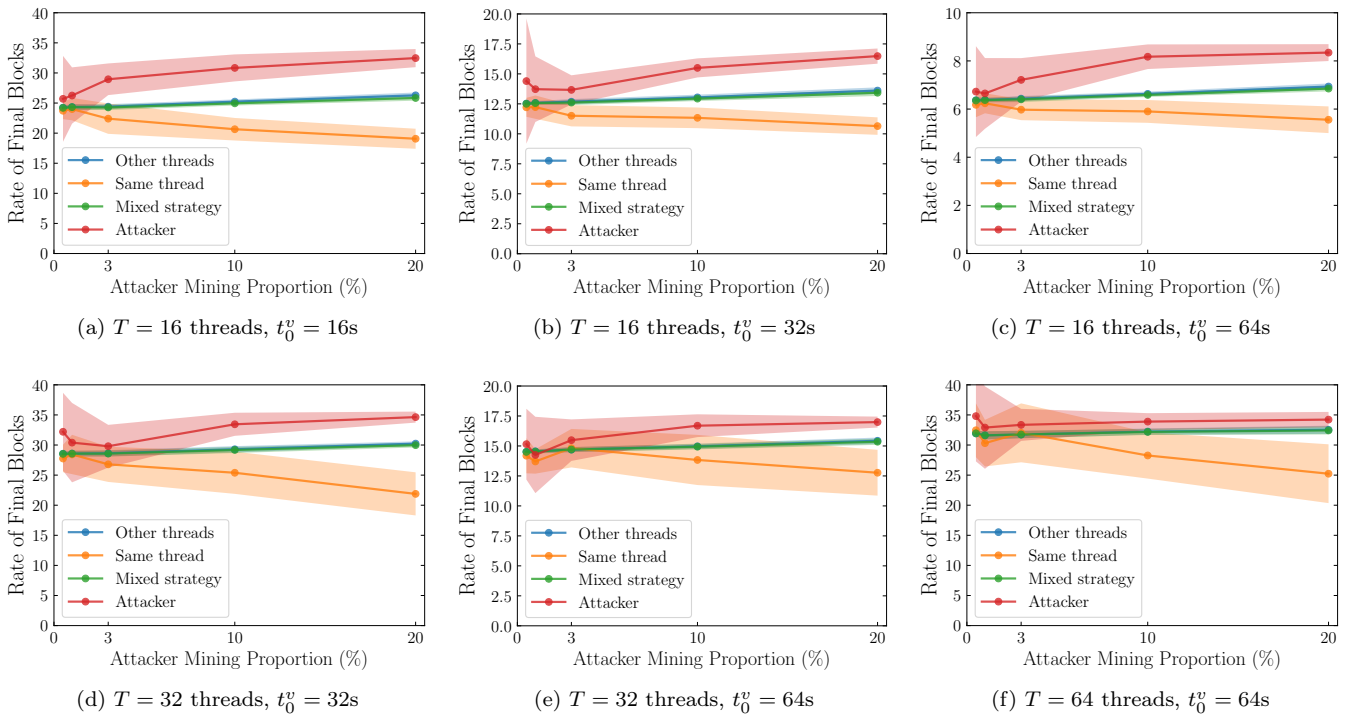 40
35
30
25
20
15
10
5
0
Rate of Final Blocks
Other threads
Same thread
Mixed strategy
Attacker
0 3 10 20
Attacker Mining Proportion (%)
(a) T = 16 threads, t₀ᵛ = 16s
20.0
17.5
15.0
12.5
10.0
7.5
5.0
2.5
0.0
Rate of Final Blocks
Other threads
Same thread
Mixed strategy
Attacker
0 3 10 20
Attacker Mining Proportion (%)
(b) T = 16 threads, t₀ᵛ = 32s
10
8
6
4
2
0
Rate of Final Blocks
Other threads
Same thread
Mixed strategy
Attacker
0 3 10 20
Attacker Mining Proportion (%)
(c) T = 16 threads, t₀ᵛ = 64s
40
35
30
25
20
15
10
5
0
Rate of Final Blocks
Other threads
Same thread
Mixed strategy
Attacker
0 3 10 20
Attacker Mining Proportion (%)
(d) T = 32 threads, t₀ᵛ = 32s
20.0
17.5
15.0
12.5
10.0
7.5
5.0
2.5
0.0
Rate of Final Blocks
Other threads
Same thread
Mixed strategy
Attacker
0 3 10 20
Attacker Mining Proportion (%)
(e) T = 32 threads, t₀ᵛ = 64s
40
35
30
25
20
15
10
5
0
Rate of Final Blocks
Other threads
Same thread
Mixed strategy
Attacker
0 3 10 20
Attacker Mining Proportion (%)
(f) T = 64 threads, t₀ᵛ = 64s